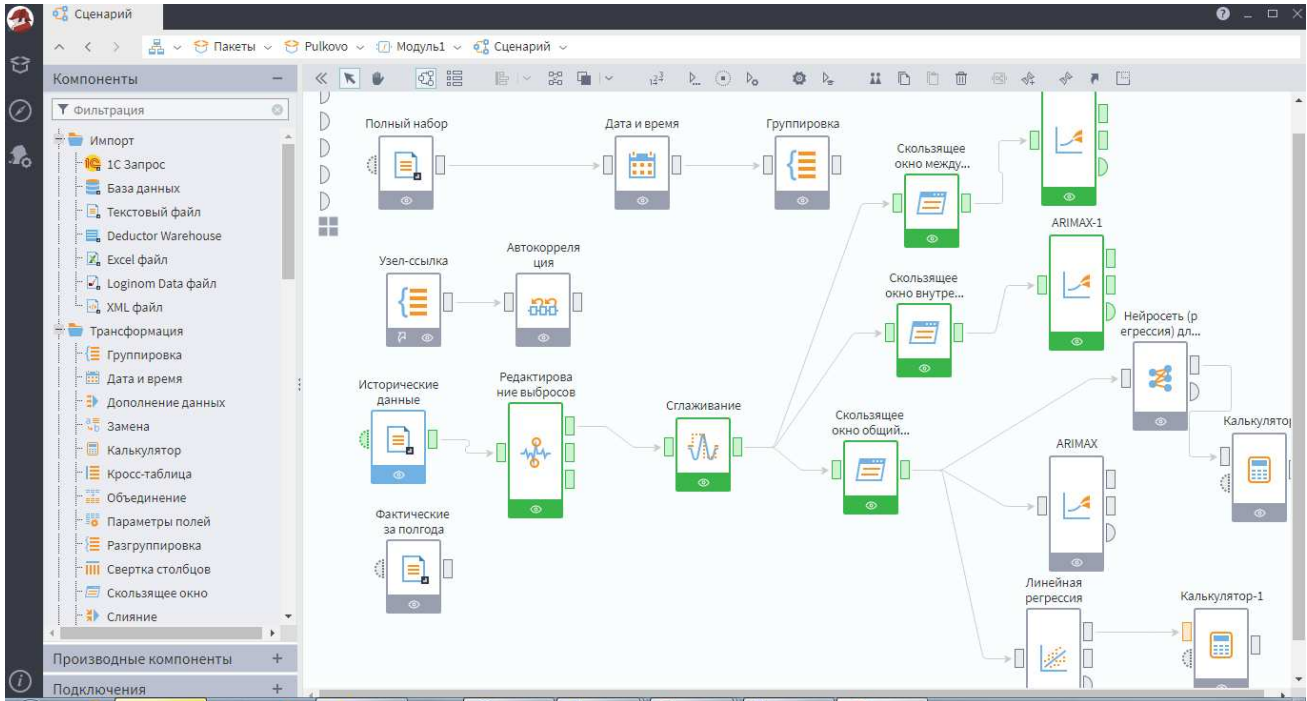 Сценарий
Пакеты
Pulkovo
Модуль1
Сценарий
Компоненты
Фильтрация
Импорт
1С Запрос
База данных
Текстовый файл
Deductor Warehouse
Excel файл
Loginom Data файл
XML файл
Трансформация
Группировка
Дата и время
Дополнение данных
Замена
Калькулятор
Кросс-таблица
Объединение
Параметры полей
Разгруппировка
Свертка столбцов
Скользящее окно
Слияние
Производные компоненты
Подключения
Полный набор
Дата и время
Группировка
Скользящее
окно между...
ARIMAX-1
Узел-ссылка
Автокорреля
ция
Скользящее
окно внутре...
Нейросеть (р
егрессия) дл...
Исторические
данные
Редактирова
ние выбросов
Сглаживание
Скользящее
окно общий...
Калькулятор
ARIMAX
Фактические
за полгода
Линейная
регрессия
Калькулятор-1